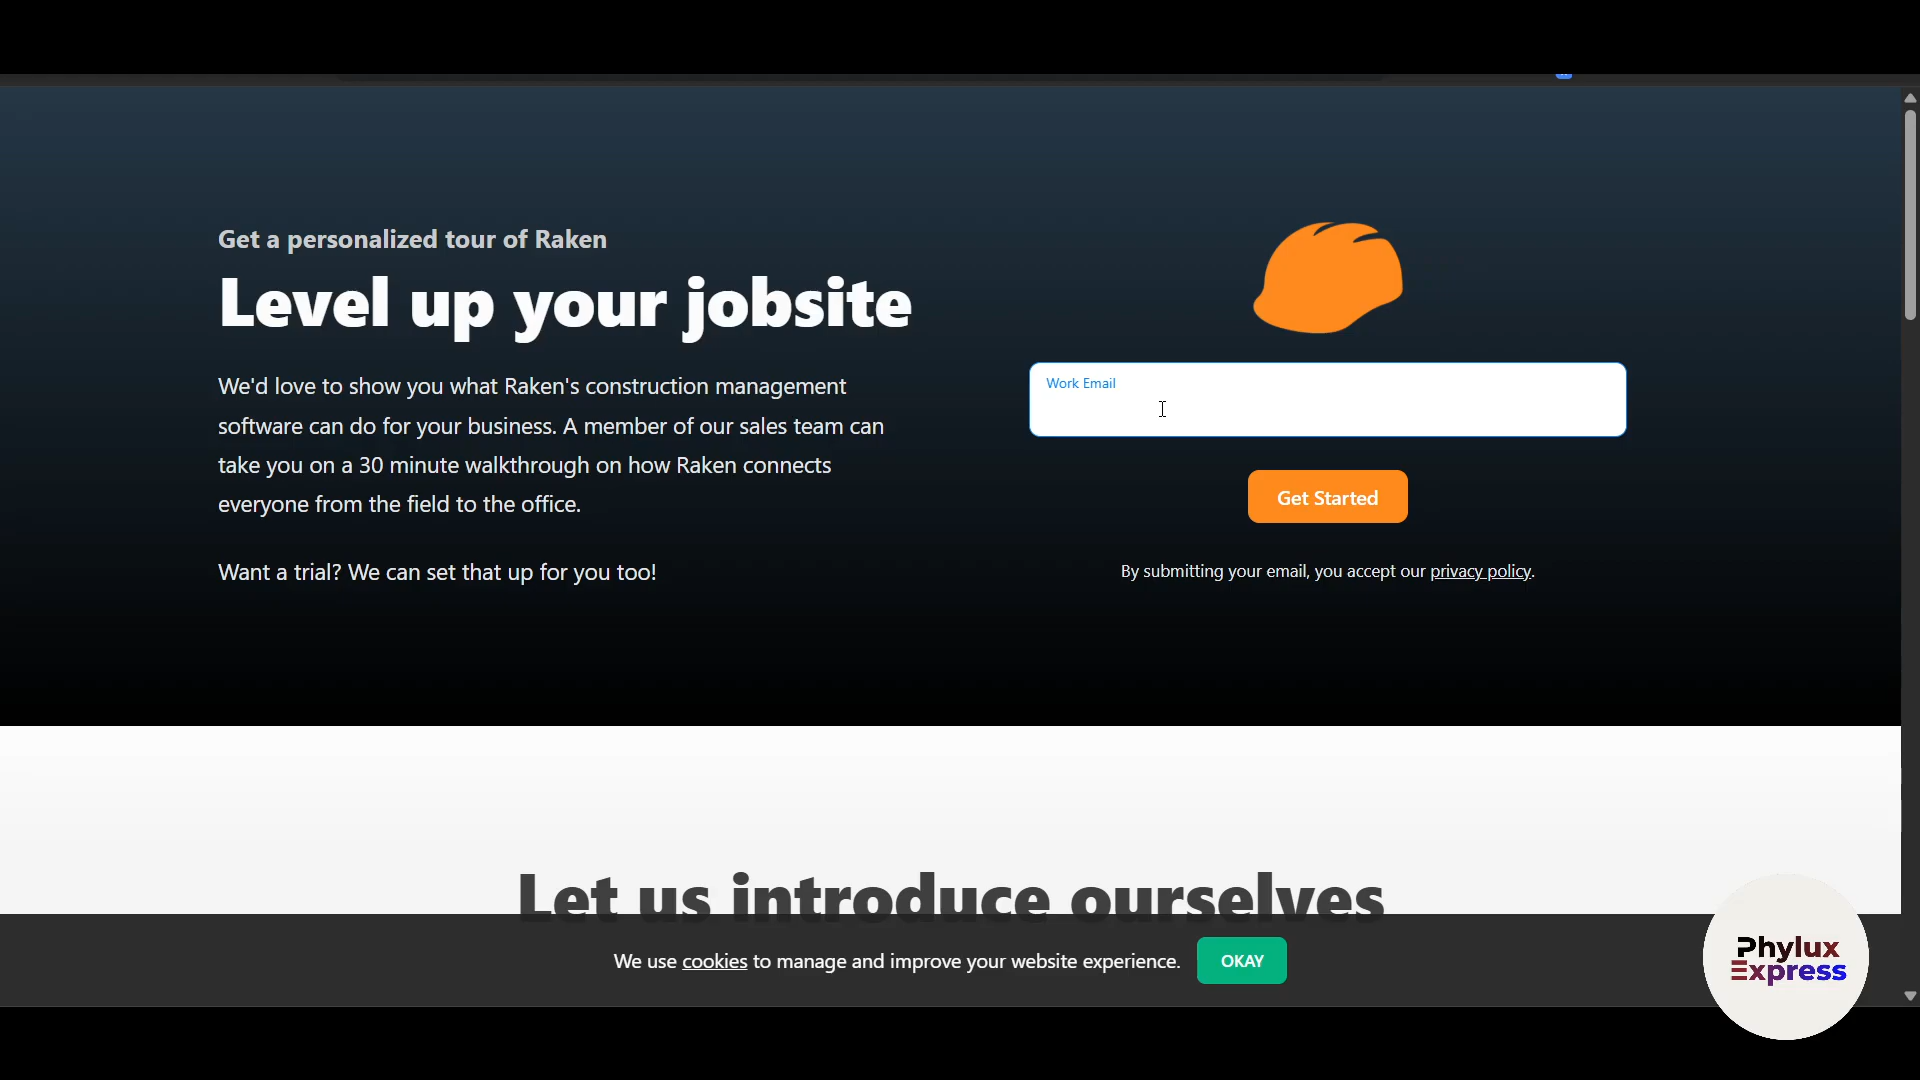 Get a personalized tour of Raken
Level up your jobsite
We'd love to show you what Raken's construction management
software can do for your business. A member of our sales team can
take you on a 30 minute walkthrough on how Raken connects
everyone from the field to the office.
Want a trial? We can set that up for you too!
Work Email
Get Started
By submitting your email, you accept our privacy policy.
Let us introduce ourselves
We use cookies to manage and improve your website experience.
OKAY
Phylux
Express